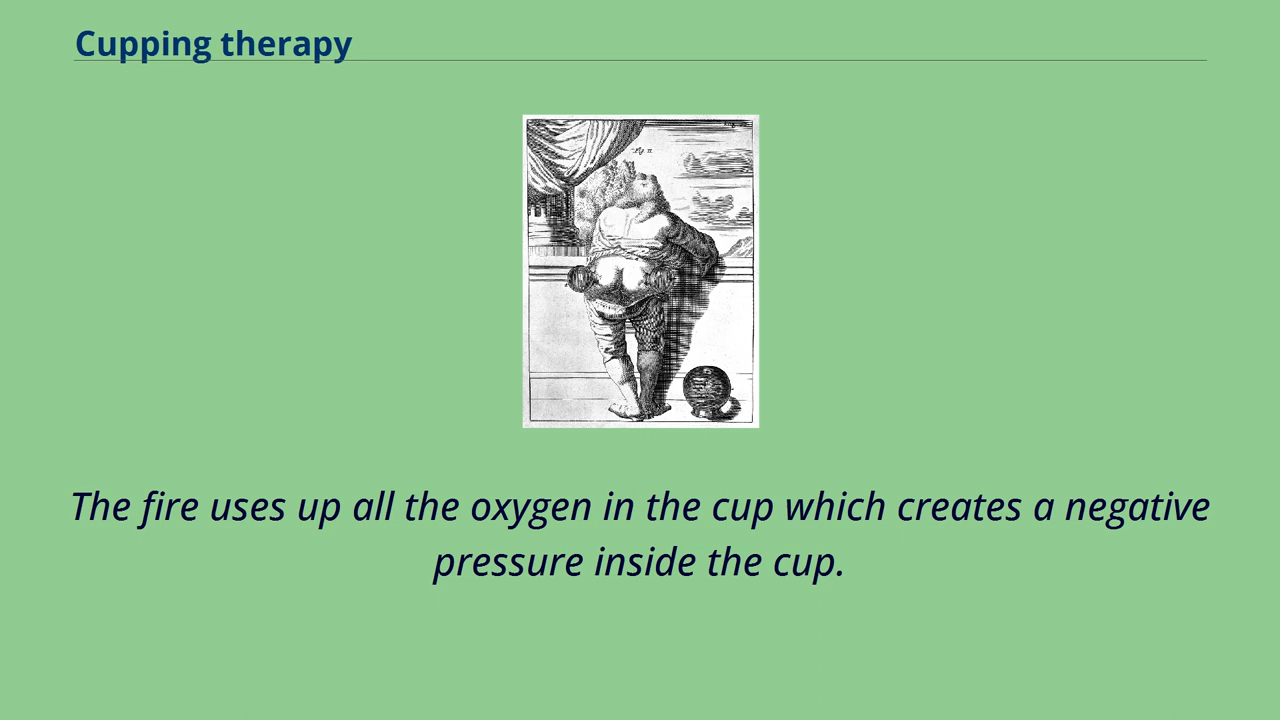 Cupping therapy
The fire uses up all the oxygen in the cup which creates a negative
pressure inside the cup.